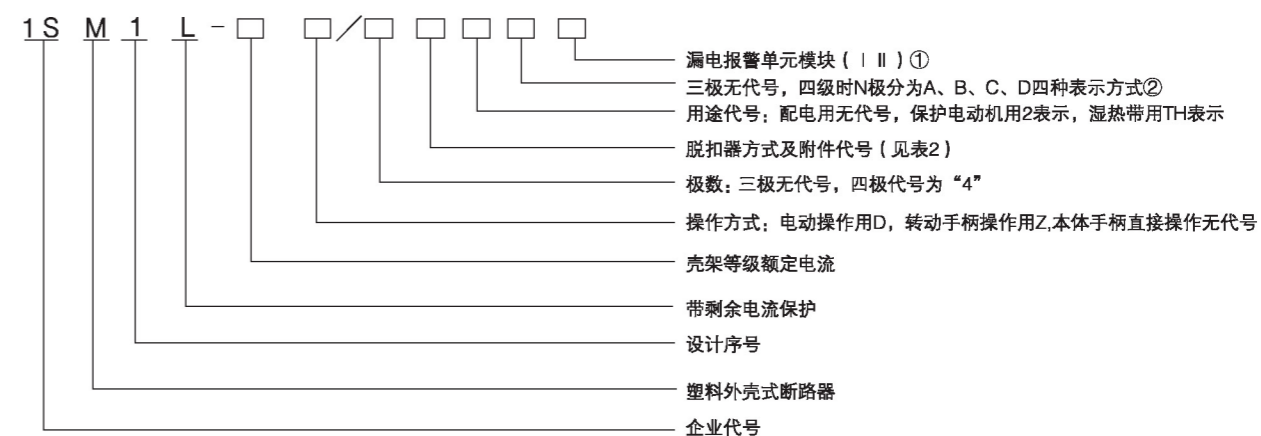 1S M 1 L-□ □/□ □ □ □ □
漏电报警单元模块(Ⅰ Ⅱ)①
三极无代号，四级时N极分为A、B、C、D四种表示方式②
用途代号：配电用无代号，保护电动机用2表示，湿热带用TH表示
脱扣器方式及附件代号(见表2)
极数：三极无代号，四极代号为“4”
操作方式：电动操作用D，转动手柄操作用Z,本体手柄直接操作无代号
壳架等级额定电流
带剩余电流保护
设计序号
塑料外壳式断路器
企业代号